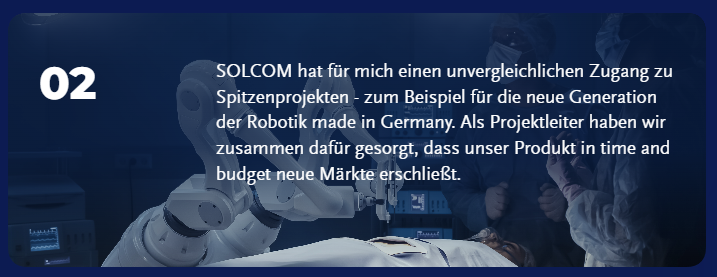 02
SOLCOM hat für mich einen unvergleichlichen Zugang zu
Spitzenprojekten - zum Beispiel für die neue Generation
der Robotik made in Germany. Als Projektleiter haben wir
zusammen dafür gesorgt, dass unser Produkt in time and
budget neue Märkte erschließt.